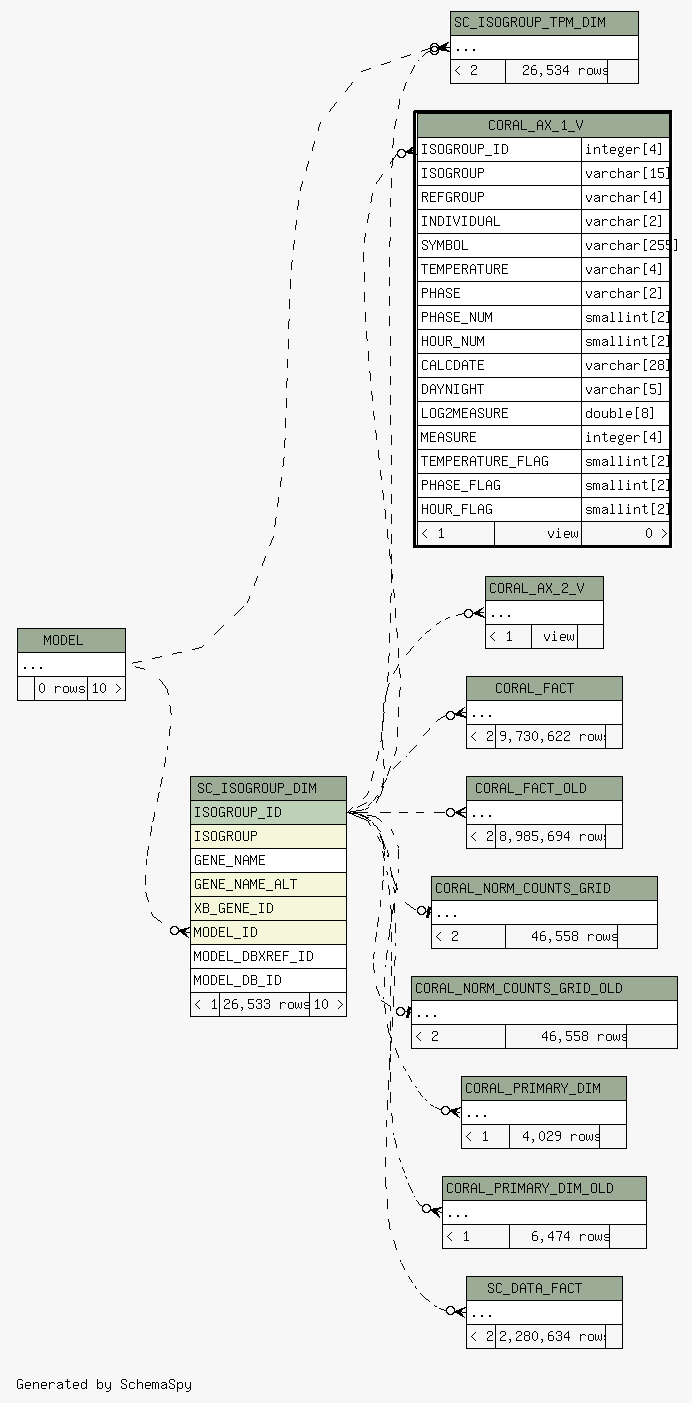 SC_ISOGROUP_TPM_DIM
...
< 2 26,534 rows
CORAL_AX_1_V
ISOGROUP_ID integer[4]
ISOGROUP varchar[15]
REFGROUP varchar[4]
INDIVIDUAL varchar[2]
SYMBOL varchar[255]
TEMPERATURE varchar[4]
PHASE varchar[2]
PHASE_NUM smallint[2]
HOUR_NUM smallint[2]
CALCDATE varchar[28]
DAYNIGHT varchar[5]
LOG2MEASURE double[8]
MEASURE integer[4]
TEMPERATURE_FLAG smallint[2]
PHASE_FLAG smallint[2]
HOUR_FLAG smallint[2]
< 1 view 0 >
CORAL_AX_2_V
...
< 1 view
MODEL
...
0 rows 10 >
CORAL_FACT
...
< 2 9,730,622 rows
SC_ISOGROUP_DIM
ISOGROUP_ID
ISOGROUP
GENE_NAME
GENE_NAME_ALT
XB_GENE_ID
MODEL_ID
MODEL_DBXREF_ID
MODEL_DB_ID
< 1 26,533 rows 10 >
CORAL_FACT_OLD
...
< 2 8,985,694 rows
CORAL_NORM_COUNTS_GRID
...
< 2 46,558 rows
CORAL_NORM_COUNTS_GRID_OLD
...
< 2 46,558 rows
CORAL_PRIMARY_DIM
...
< 1 4,029 rows
CORAL_PRIMARY_DIM_OLD
...
< 1 6,474 rows
SC_DATA_FACT
...
< 2 2,280,634 rows
Generated by SchemaSpy